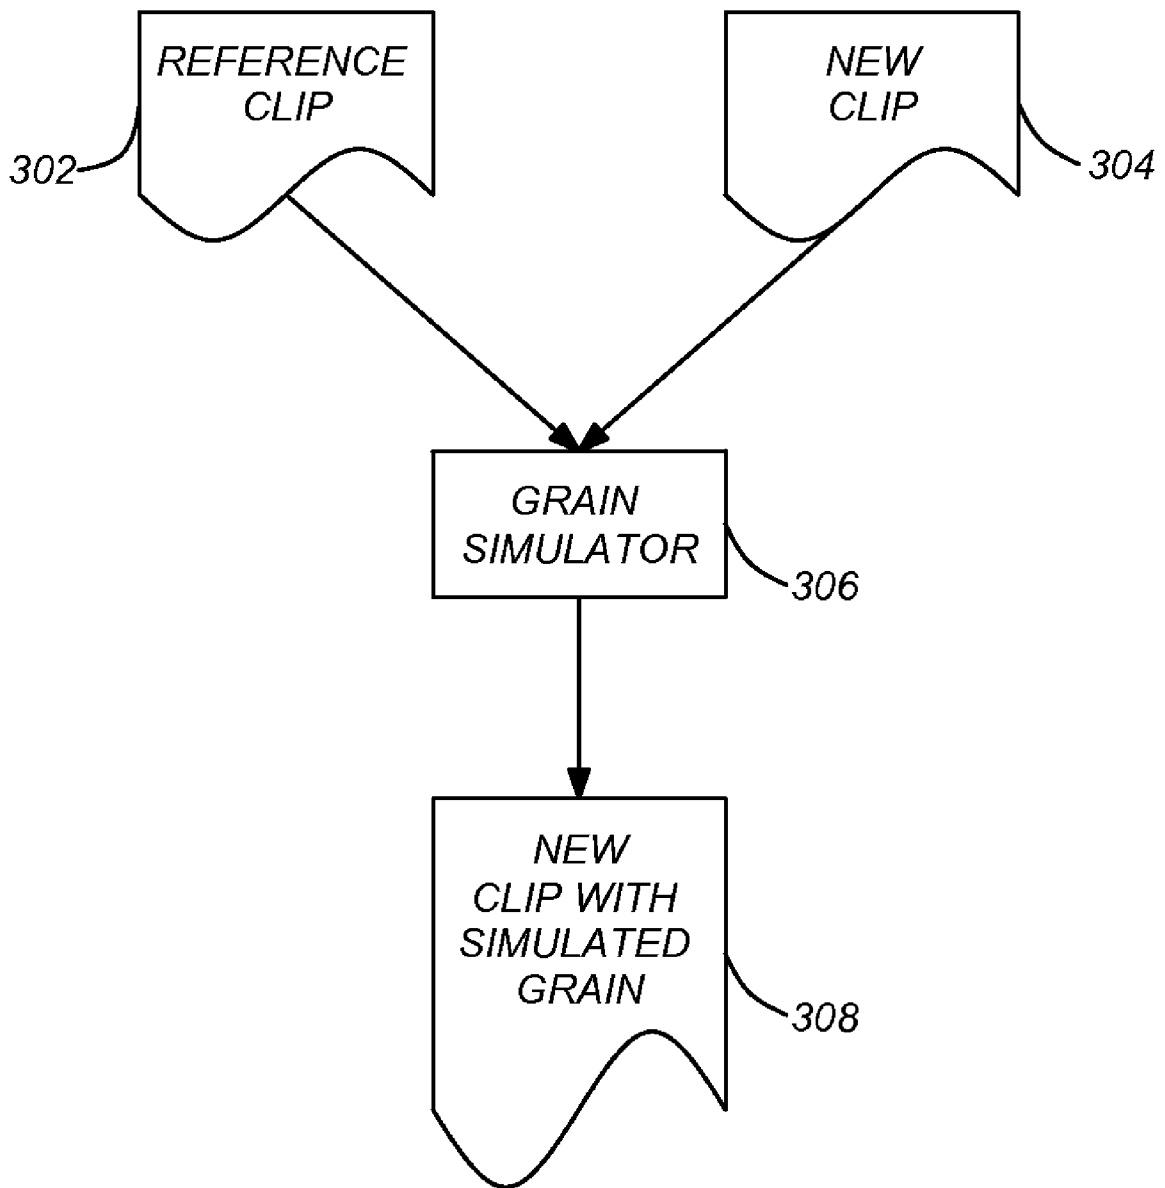 REFERENCE
CLIP
302
NEW
CLIP
304
GRAIN
SIMULATOR
306
NEW
CLIP WITH
SIMULATED
GRAIN
308